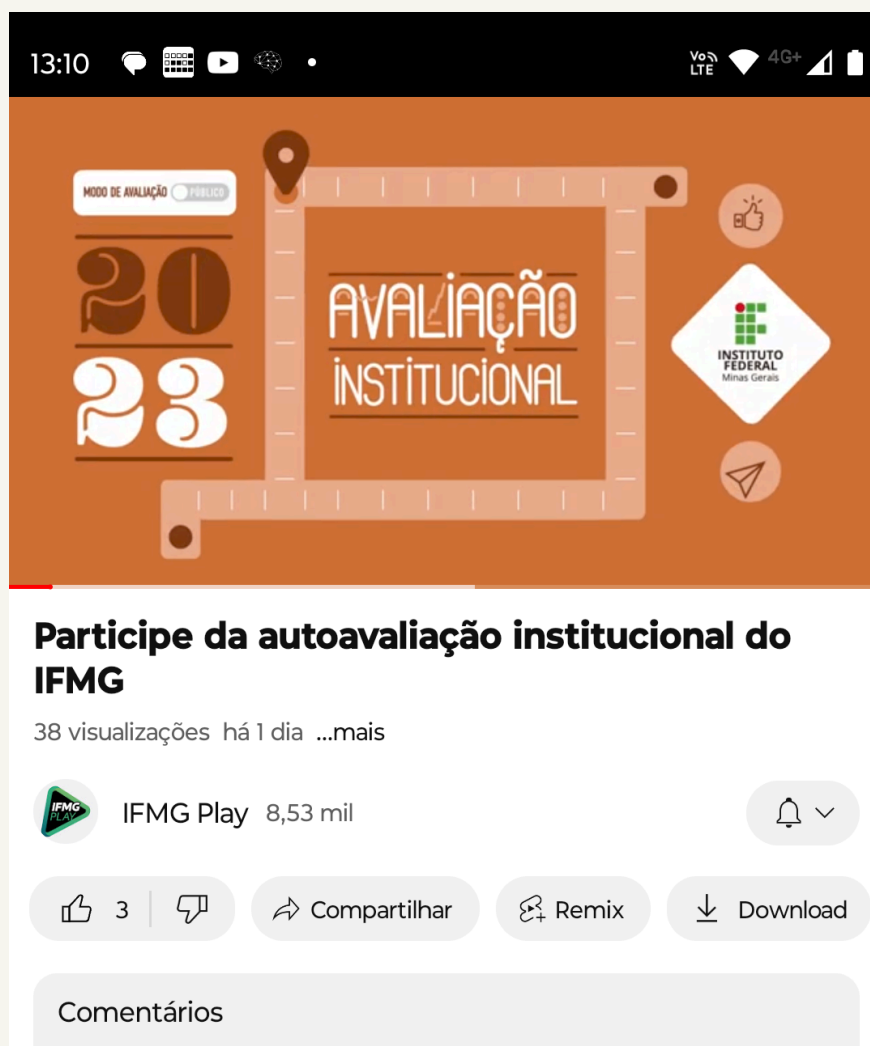 13:10
Vo LTE
4G+
MODO DE AVALIAÇÃO PÚBLICO
20
23
AVALIAÇÃO
INSTITUCIONAL
INSTITUTO
FEDERAL
Minas Gerais
Participe da autoavaliação institucional do
IFMG
38 visualizações há 1 dia ...mais
IFMG
PLAY
IFMG Play 8,53 mil
3 Compartilhar Remix Download
Comentários